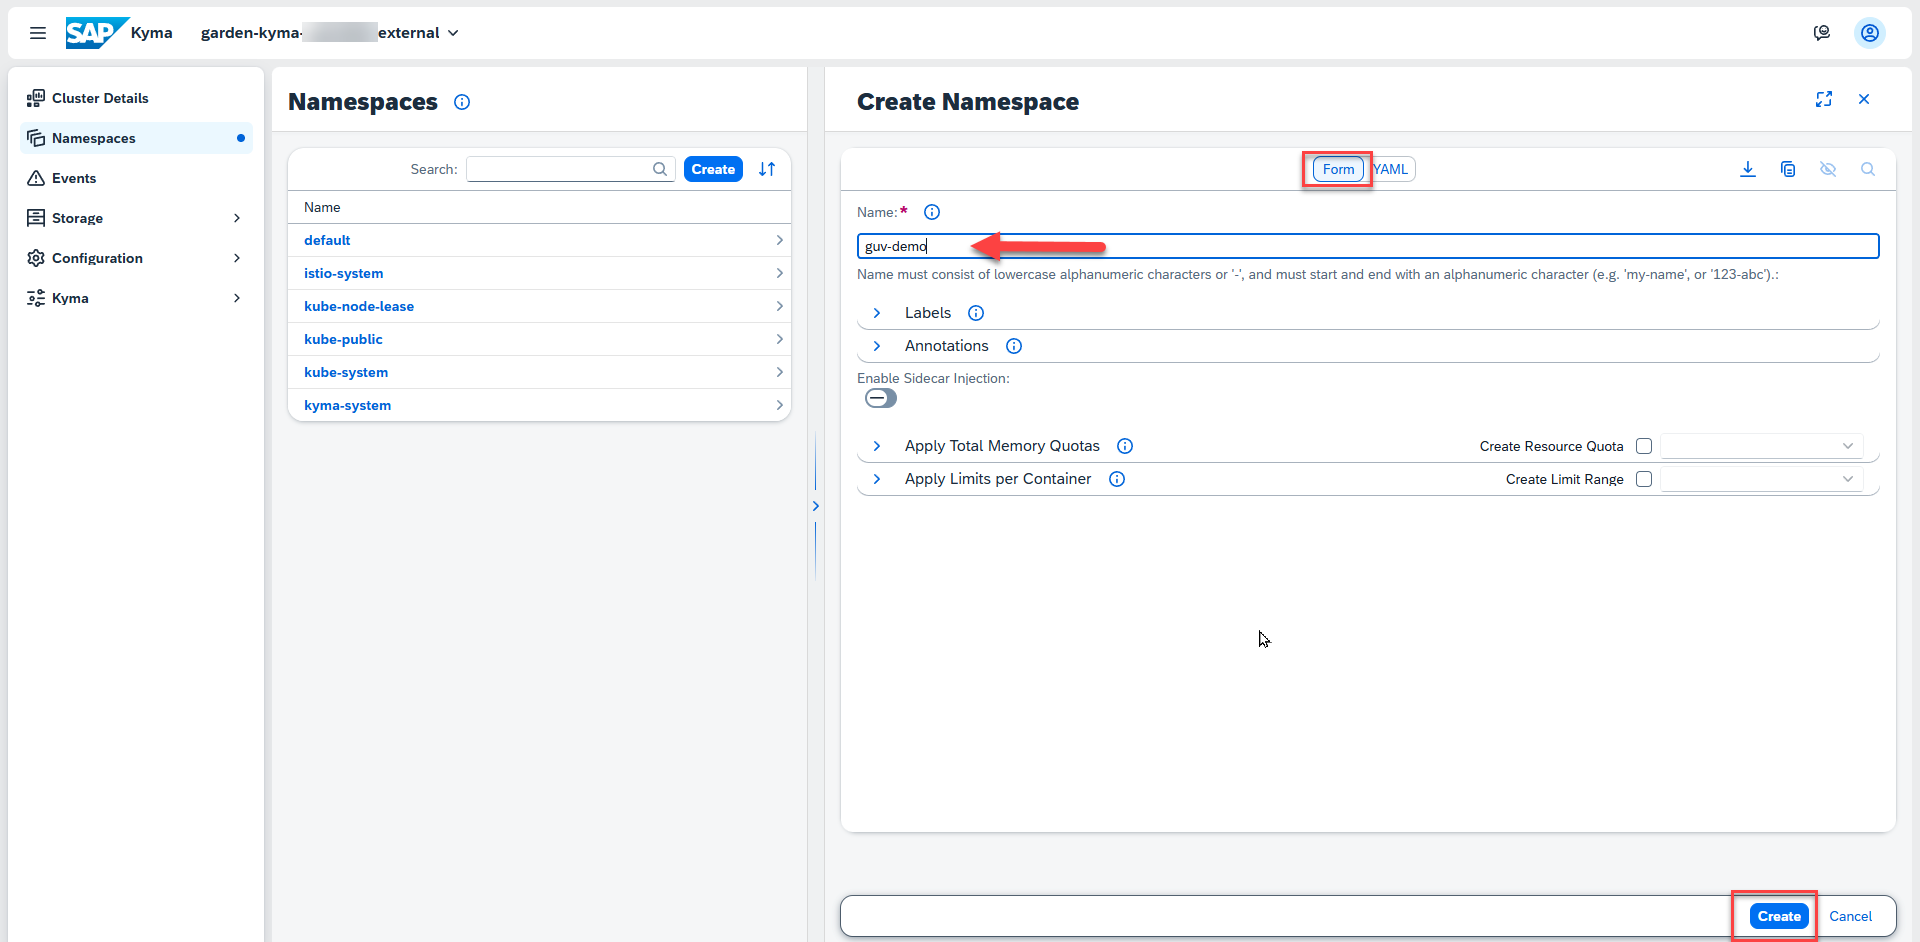 SAP Kyma garden-kyma- external
Cluster Details
Namespaces
Events
Storage
Configuration
Kyma
Namespaces
Search: Create
Name
default
istio-system
kube-node-lease
kube-public
kube-system
kyma-system
Create Namespace
Form YAML
Name:*
guv-demo
Name must consist of lowercase alphanumeric characters or '-', and must start and end with an alphanumeric character (e.g. 'my-name', or '123-abc').:
Labels
Annotations
Enable Sidecar Injection:
Apply Total Memory Quotas Create Resource Quota
Apply Limits per Container Create Limit Range
Create Cancel